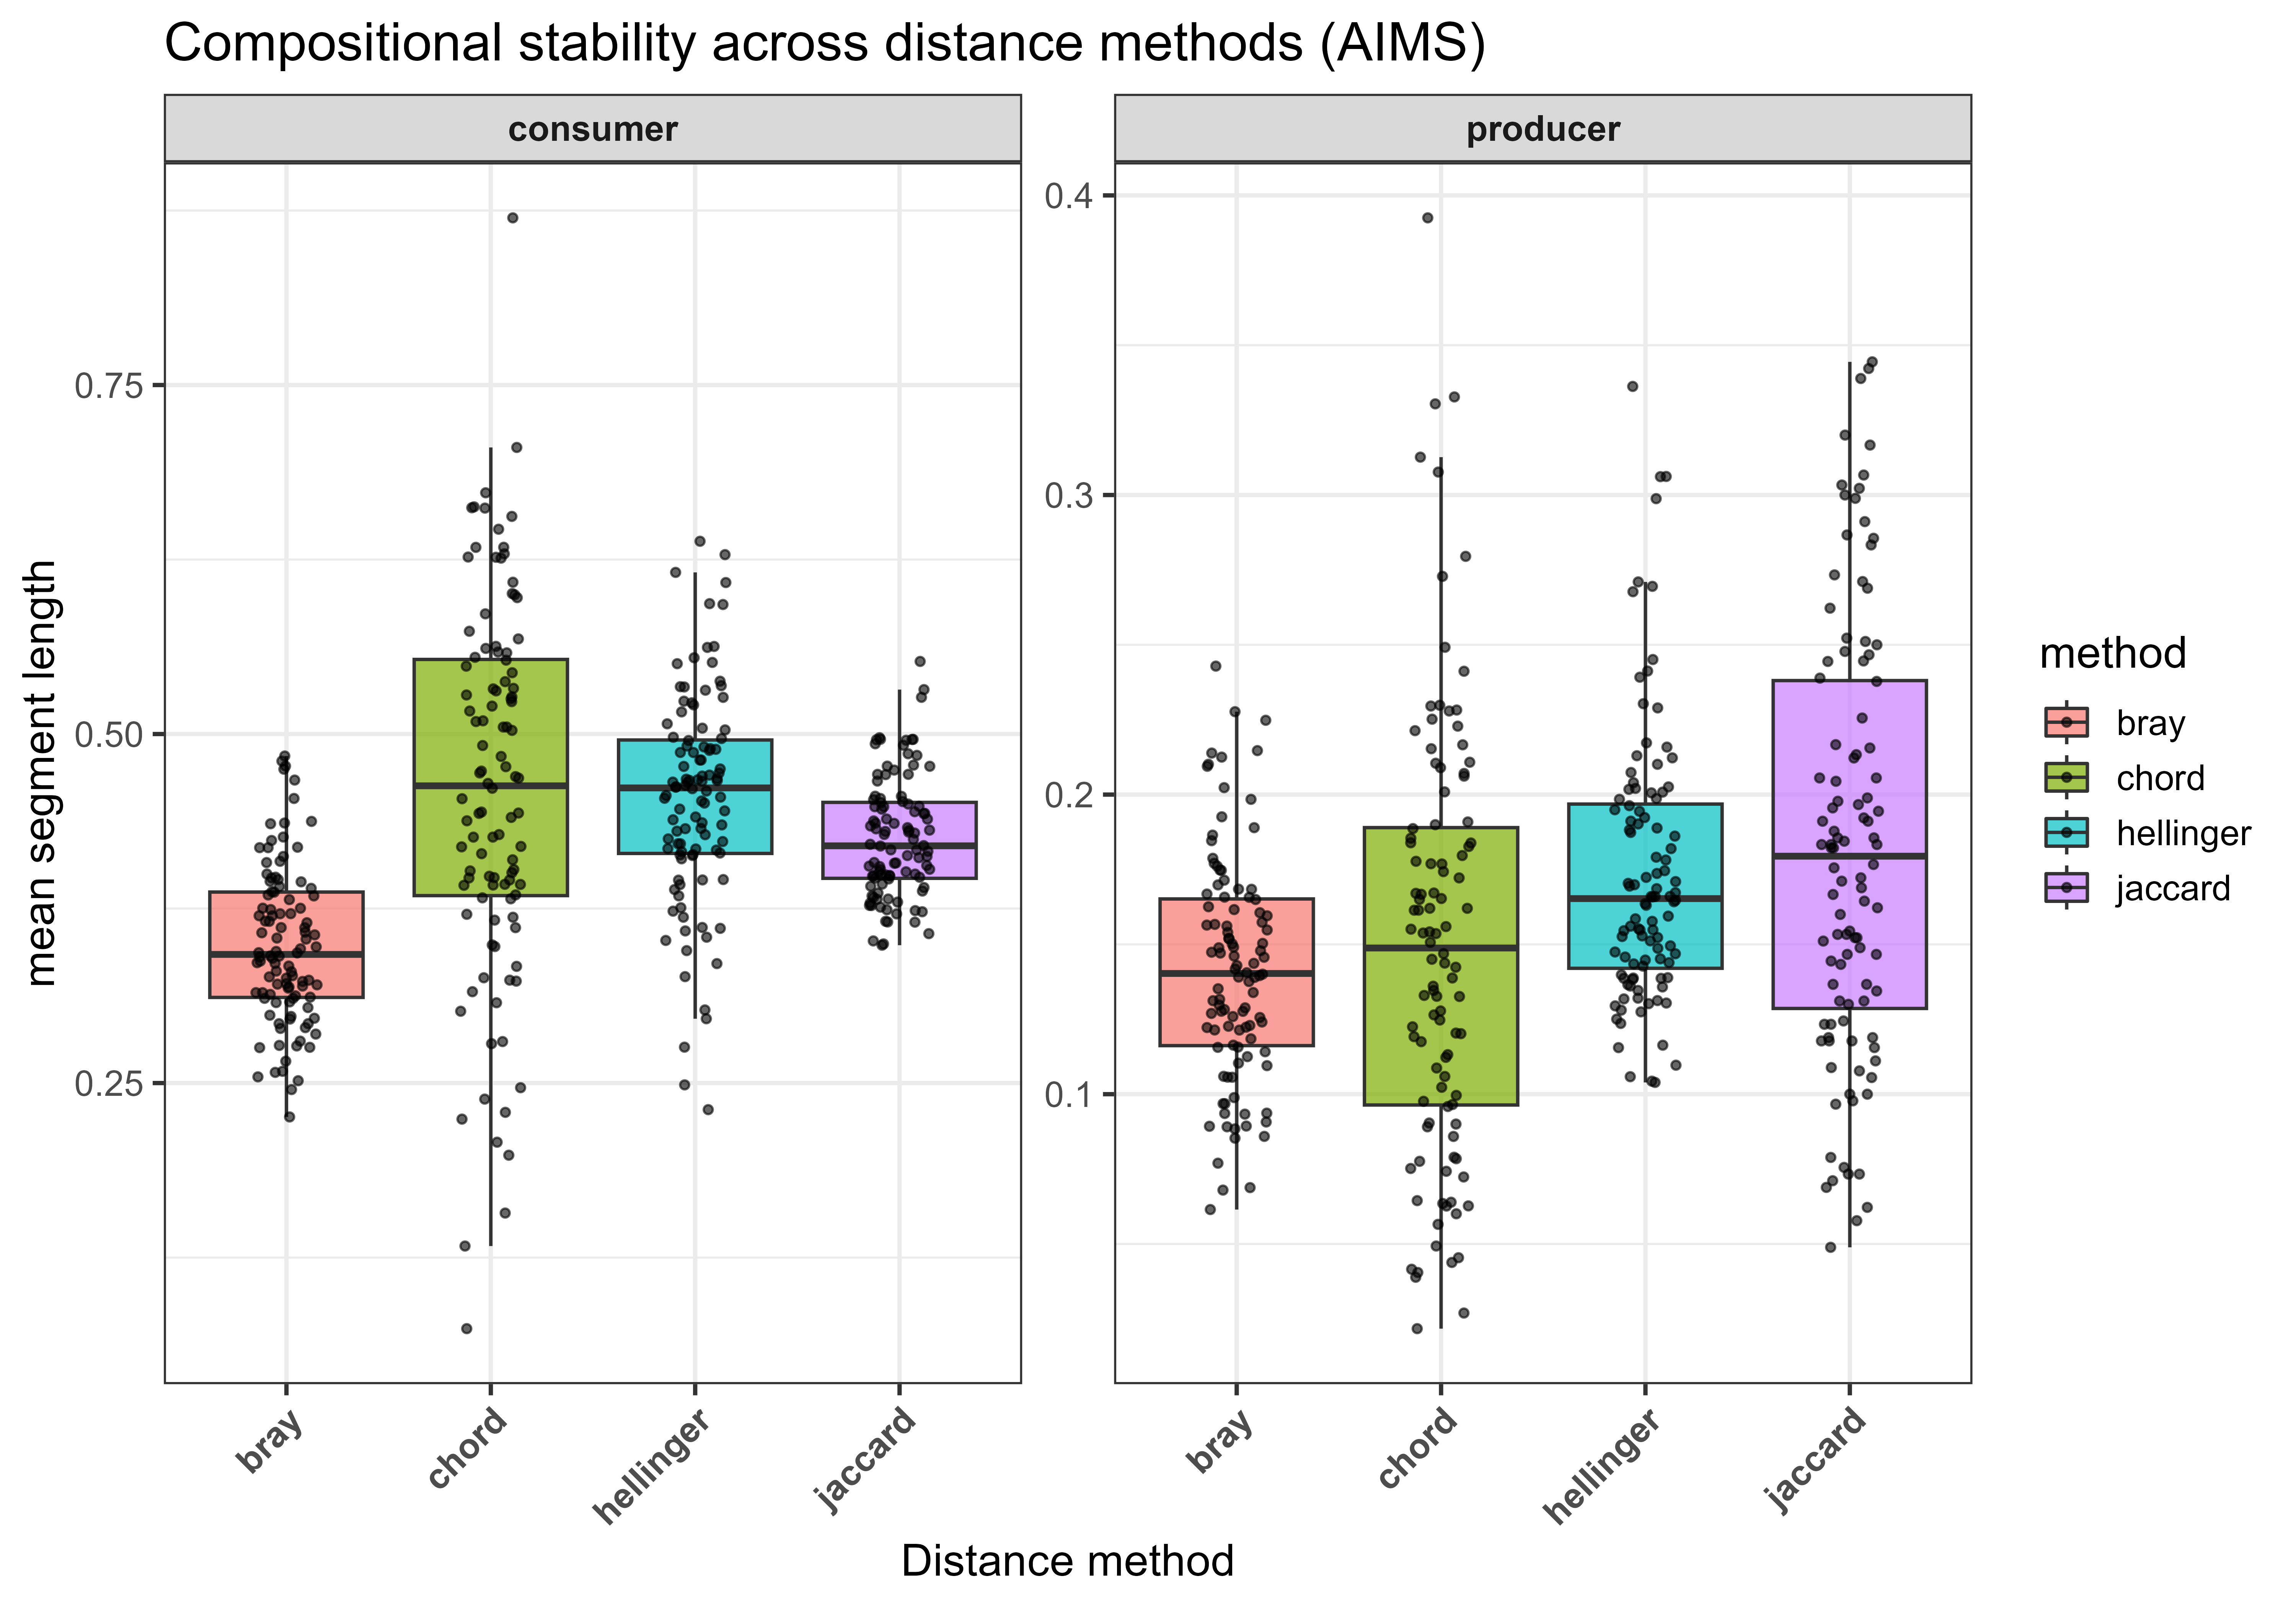 Compositional stability across distance methods (AIMS)
consumer
producer
mean segment length
0.75
0.50
0.25
0.4
0.3
0.2
0.1
bray
chord
hellinger
jaccard
bray
chord
hellinger
jaccard
Distance method
method
bray
chord
hellinger
jaccard